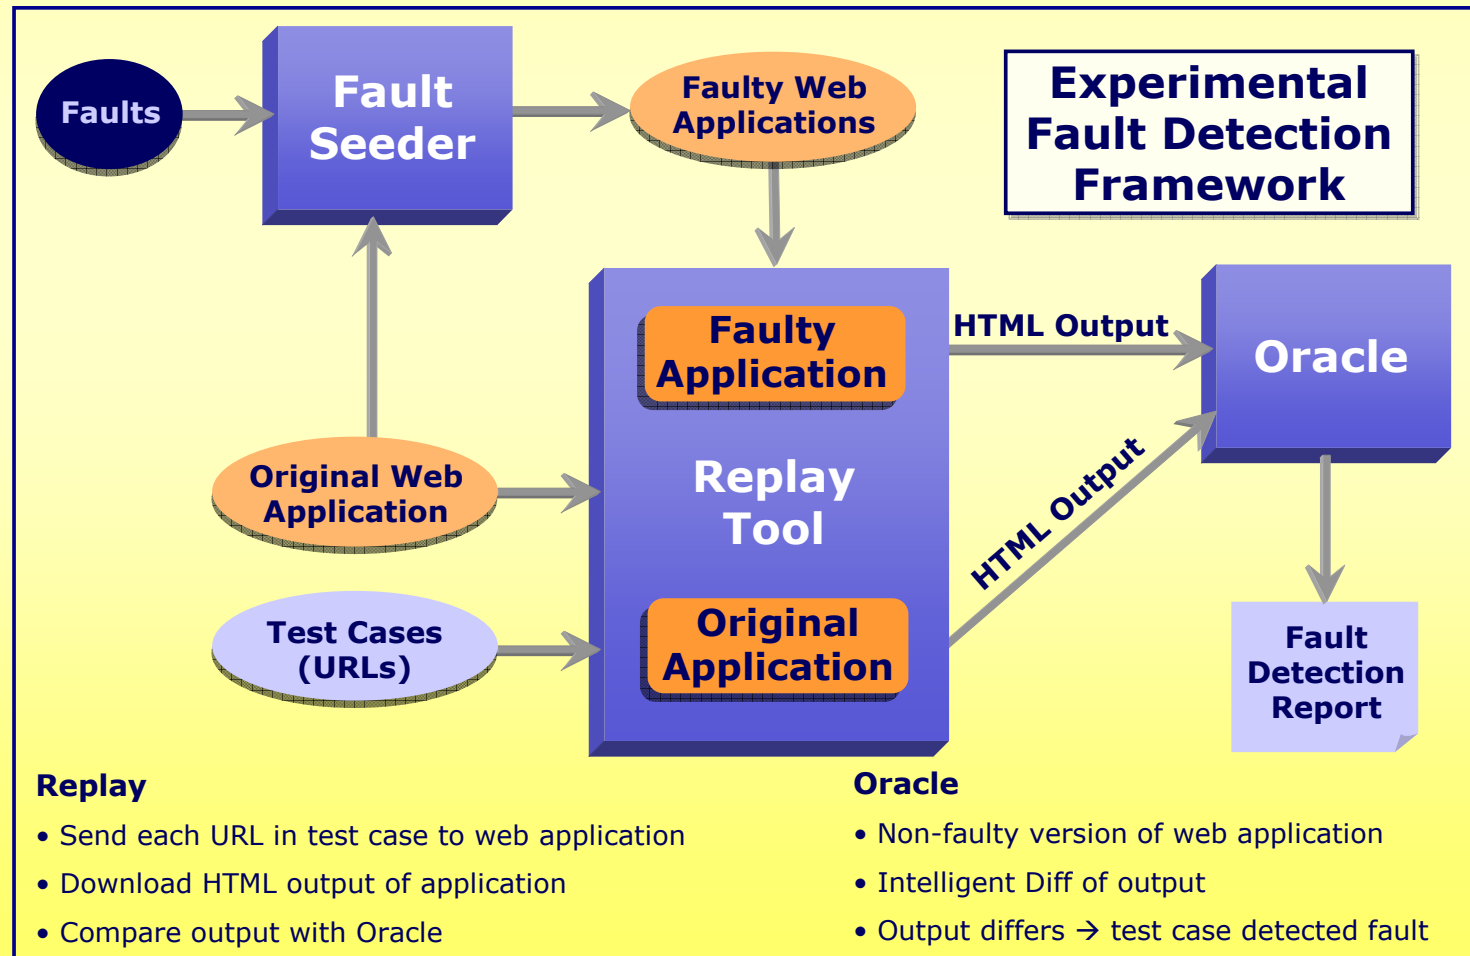 Faults
Fault
Seeder
Faulty Web
Applications
Experimental
Fault Detection
Framework
Faulty
Application
HTML Output
Oracle
Original Web
Application
Replay
Tool
HTML Output
Test Cases
(URLs)
Original
Application
Fault
Detection
Report
Replay
• Send each URL in test case to web application
• Download HTML output of application
• Compare output with Oracle
Oracle
• Non-faulty version of web application
• Intelligent Diff of output
• Output differs → test case detected fault